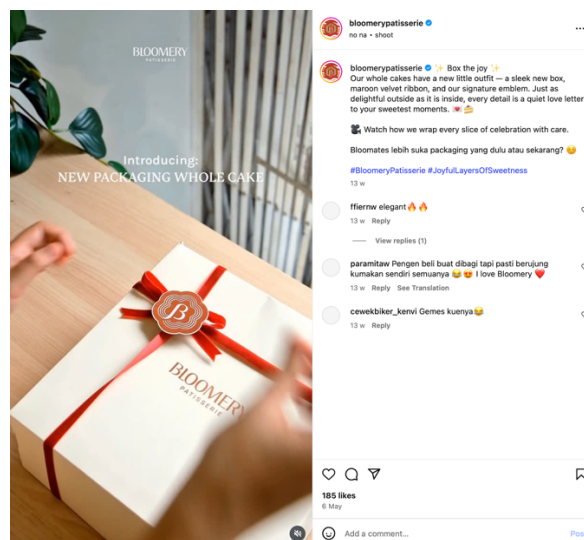 BLOOMERY
PATISSERIE
Introducing:
NEW PACKAGING WHOLE CAKE
B
BLOOMERY
PATISSERIE
bloomerypatisserie
no na • shoot
bloomerypatisserie ✨ Box the joy ✨
Our whole cakes have a new little outfit — a sleek new box,
maroon velvet ribbon, and our signature emblem. Just as
delightful outside as it is inside, every detail is a quiet love letter
to your sweetest moments. 💌🍰
🎥 Watch how we wrap every slice of celebration with care.
Bloomates lebih suka packaging yang dulu atau sekarang? 😉
#BloomeryPatisserie #JoyfulLayersOfSweetness
13 w
ffiernw elegant🔥🔥
13 w Reply
View replies (1)
paramitaw Pengen beli buat dibagi tapi pasti berujung
kumakan sendiri semuanya 😂😍 I love Bloomery ❤️
13 w Reply See Translation
cewekbiker_kenvi Gemes kuenya😂
13 w Reply
185 likes
6 May
Add a comment...
Pos